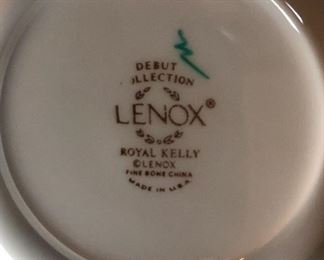 DEBUT
COLLECTION
LENOX®
ROYAL KELLY
©LENOX
FINE BONE CHINA
MADE IN U.S.A.